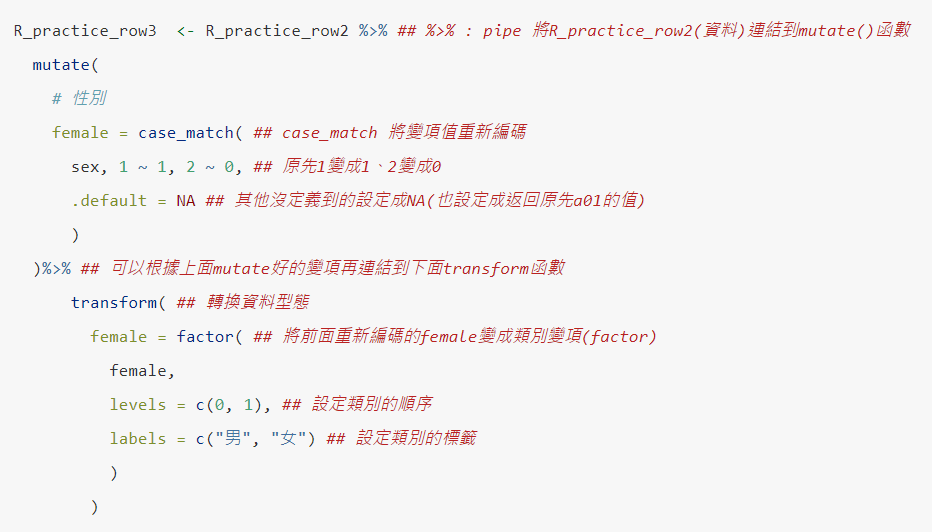 R_practice_row3  <- R_practice_row2 %>% ## %>% : pipe 將R_practice_row2(資料)連結到mutate()函數
  mutate(
    # 性別
    female = case_match( ## case_match 將變項值重新編碼
      sex, 1 ~ 1, 2 ~ 0, ## 原先1變成1、2變成0
      .default = NA ## 其他沒定義到的設定成NA(也設定成返回原先a01的值)
      )
  )%>% ## 可以根據上面mutate好的變項再連結到下面transform函數
      transform( ## 轉換資料型態
        female = factor( ## 將前面重新編碼的female變成類別變項(factor)
          female,
          levels = c(0, 1), ## 設定類別的順序
          labels = c("男", "女") ## 設定類別的標籤
          )
        )